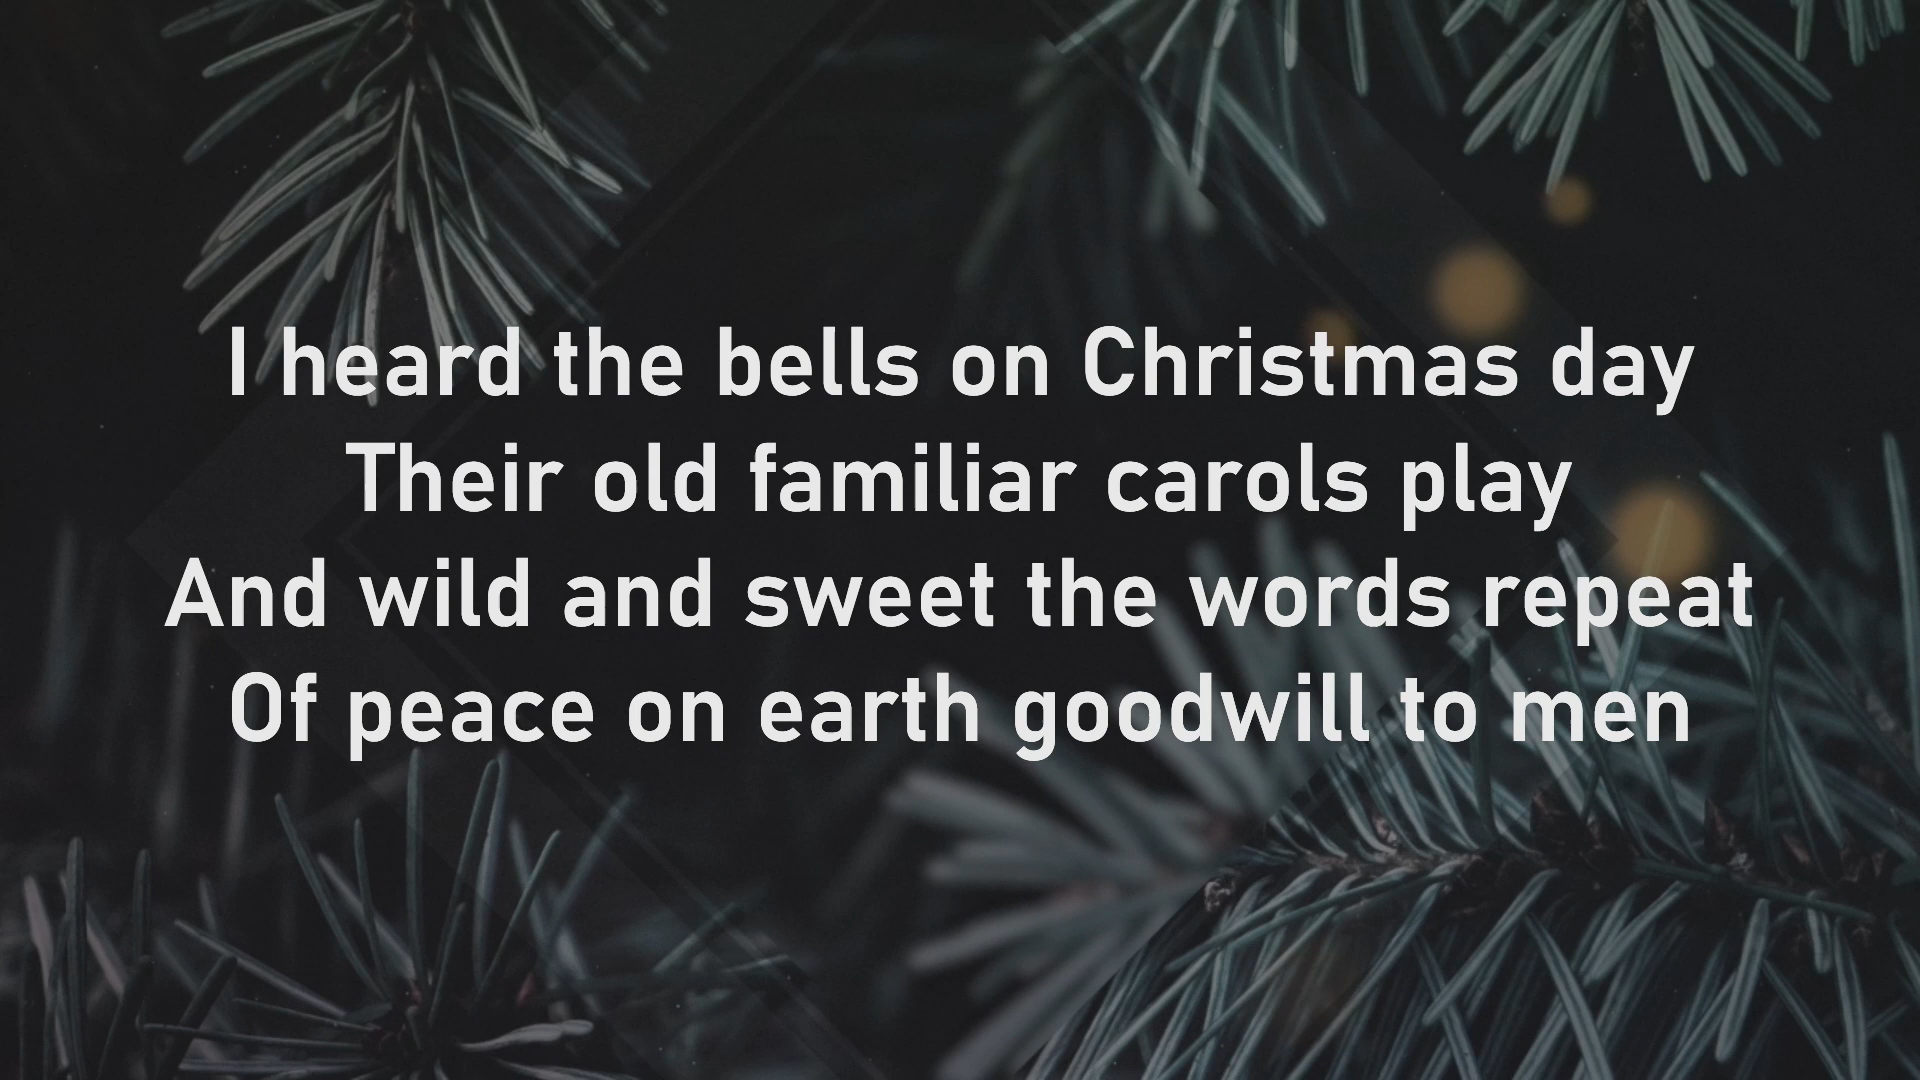 I heard the bells on Christmas day
Their old familiar carols play
And wild and sweet the words repeat
Of peace on earth goodwill to men